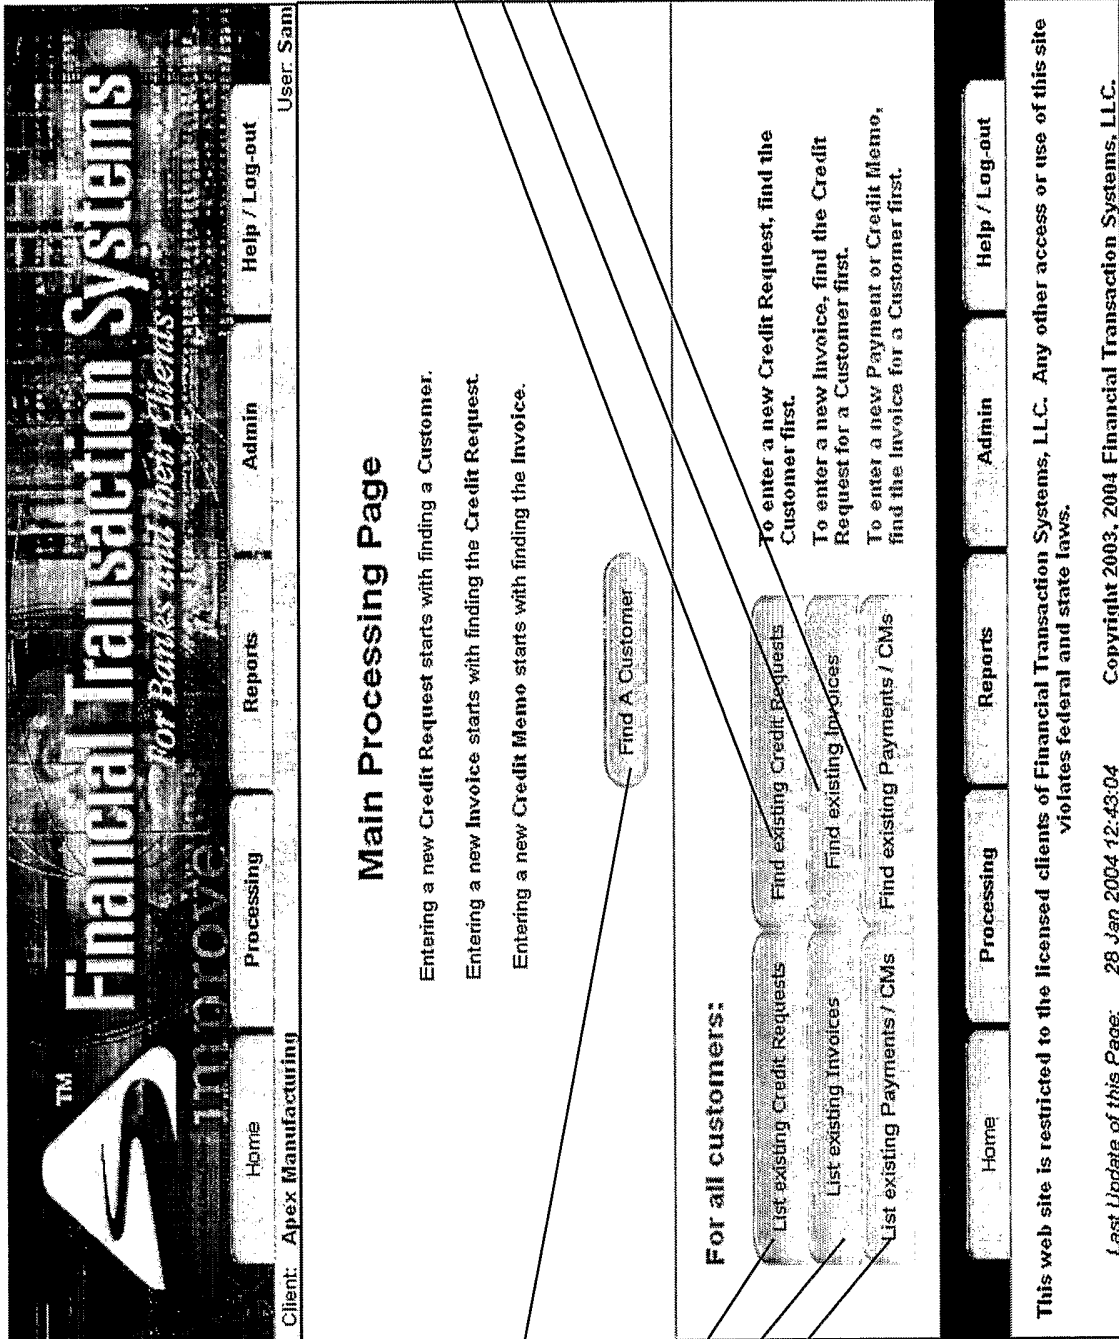 TM
Financial Transaction Systems
For Banks and their Clients
improve
Home
Processing
Reports
Admin
Help / Log-out
Client: Apex Manufacturing
User: Sam
Main Processing Page
Entering a new Credit Request starts with finding a Customer.
Entering a new Invoice starts with finding the Credit Request.
Entering a new Credit Memo starts with finding the Invoice.
Find A Customer
For all customers:
List existing Credit Requests
Find existing Credit Requests
To enter a new Credit Request, find the
Customer first.
List existing Invoices
Find existing Invoices
To enter a new Invoice, find the Credit
Request for a Customer first.
List existing Payments / CMs
Find existing Payments / CMs
To enter a new Payment or Credit Memo,
find the Invoice for a Customer first.
Home
Processing
Reports
Admin
Help / Log-out
This web site is restricted to the licensed clients of Financial Transaction Systems, LLC. Any other access or use of this site
violates federal and state laws.
Last Update of this Page: 28 Jan 2004 12:43:04
Copyright 2003, 2004 Financial Transaction Systems, LLC.